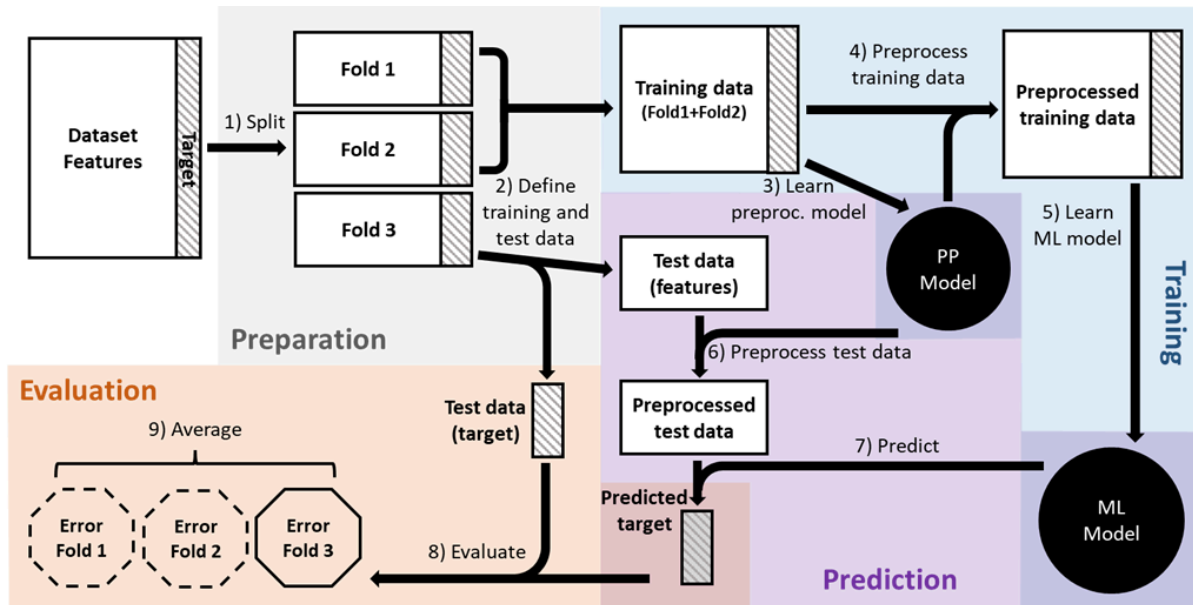 Dataset
Features
Target
1) Split
Fold 1
Fold 2
Fold 3
2) Define
training and
test data
Preparation
Training data
(Fold1+Fold2)
4) Preprocess
training data
Preprocessed
training data
3) Learn
preproc. model
PP
Model
5) Learn
ML model
Training
Test data
(features)
6) Preprocess test data
Preprocessed
test data
7) Predict
ML
Model
Predicted
target
Prediction
Evaluation
Test data
(target)
8) Evaluate
9) Average
Error
Fold 1
Error
Fold 2
Error
Fold 3